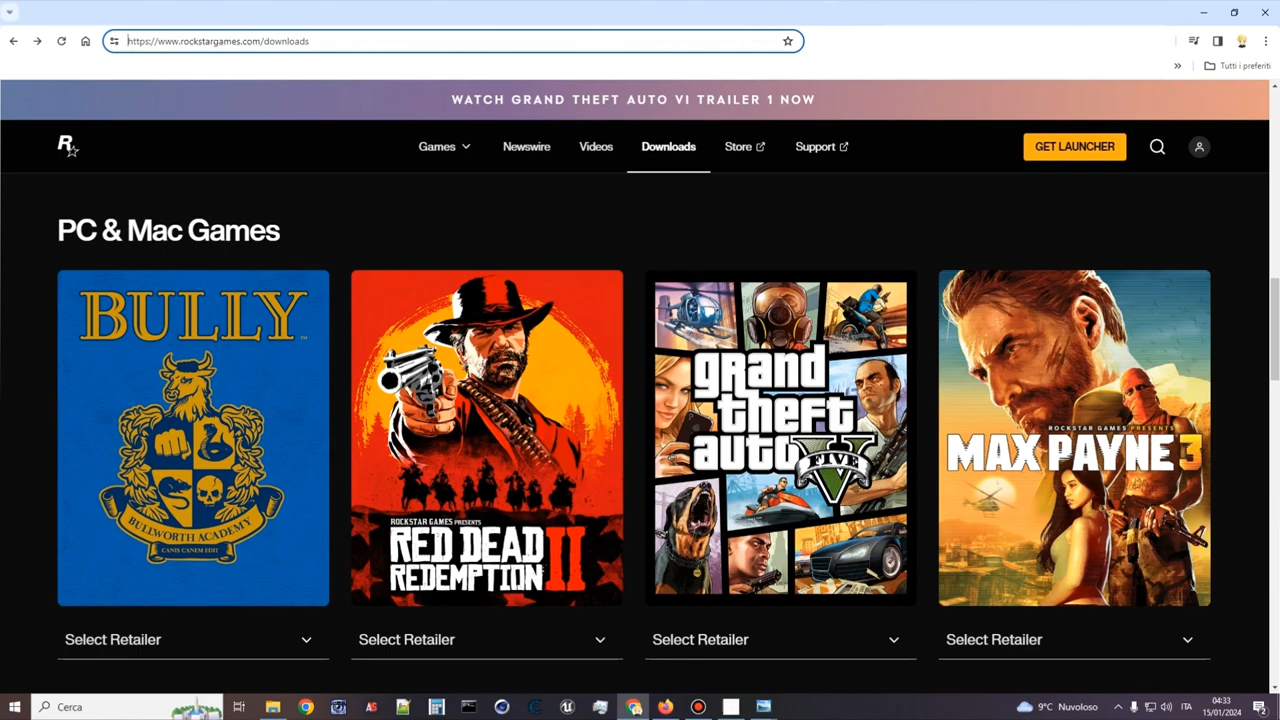 https://www.rockstargames.com/downloads
Tutti i preferiti
WATCH GRAND THEFT AUTO VI TRAILER 1 NOW
R
Games
Newswire
Videos
Downloads
Store
Support
GET LAUNCHER
PC & Mac Games
BULLY
TM
BULLWORTH ACADEMY
CANIS CANEM EDIT
ROCKSTAR GAMES PRESENTS
RED DEAD
REDEMPTION
II
grand
theft
auto
V
FIVE
ROCKSTAR GAMES PRESENTS
MAX PAYNE 3
Select Retailer
Select Retailer
Select Retailer
Select Retailer
Cerca
AS
9°C Nuvoloso
ITA
04:33
15/01/2024
2